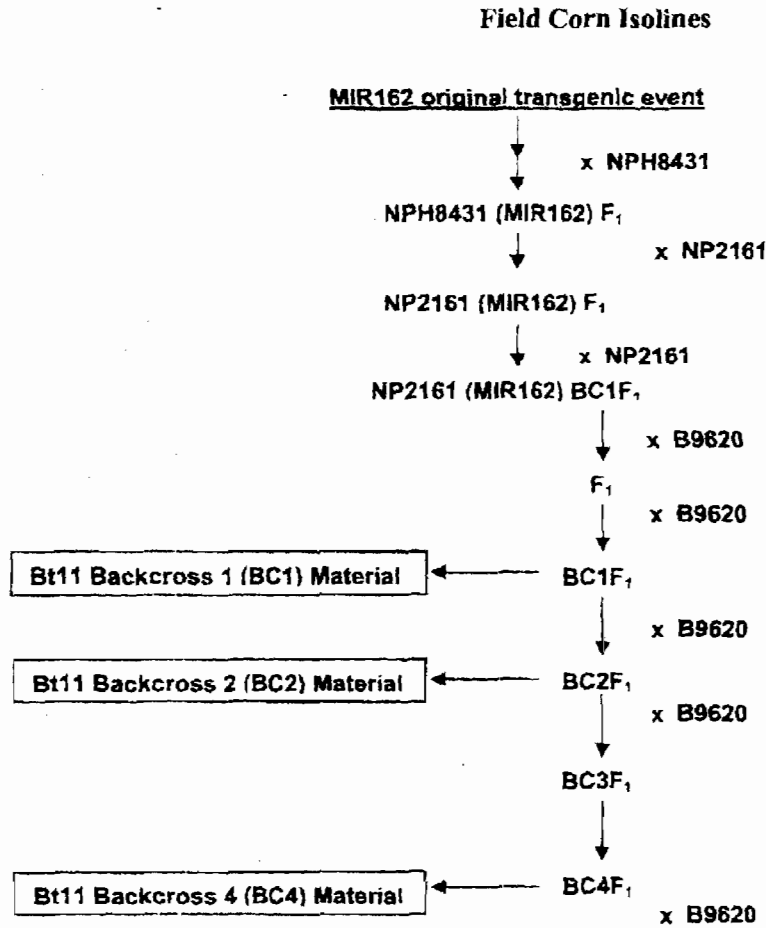 Field Corn Isolines
MIR162 original transgenic event
x NPH8431
NPH8431 (MIR162) F₁
x NP2161
NP2161 (MIR162) F₁
x NP2161
NP2161 (MIR162) BC1F₁
x B9620
F₁
x B9620
Bt11 Backcross 1 (BC1) Material
BC1F₁
x B9620
Bt11 Backcross 2 (BC2) Material
BC2F₁
x B9620
BC3F₁
Bt11 Backcross 4 (BC4) Material
BC4F₁
x B9620